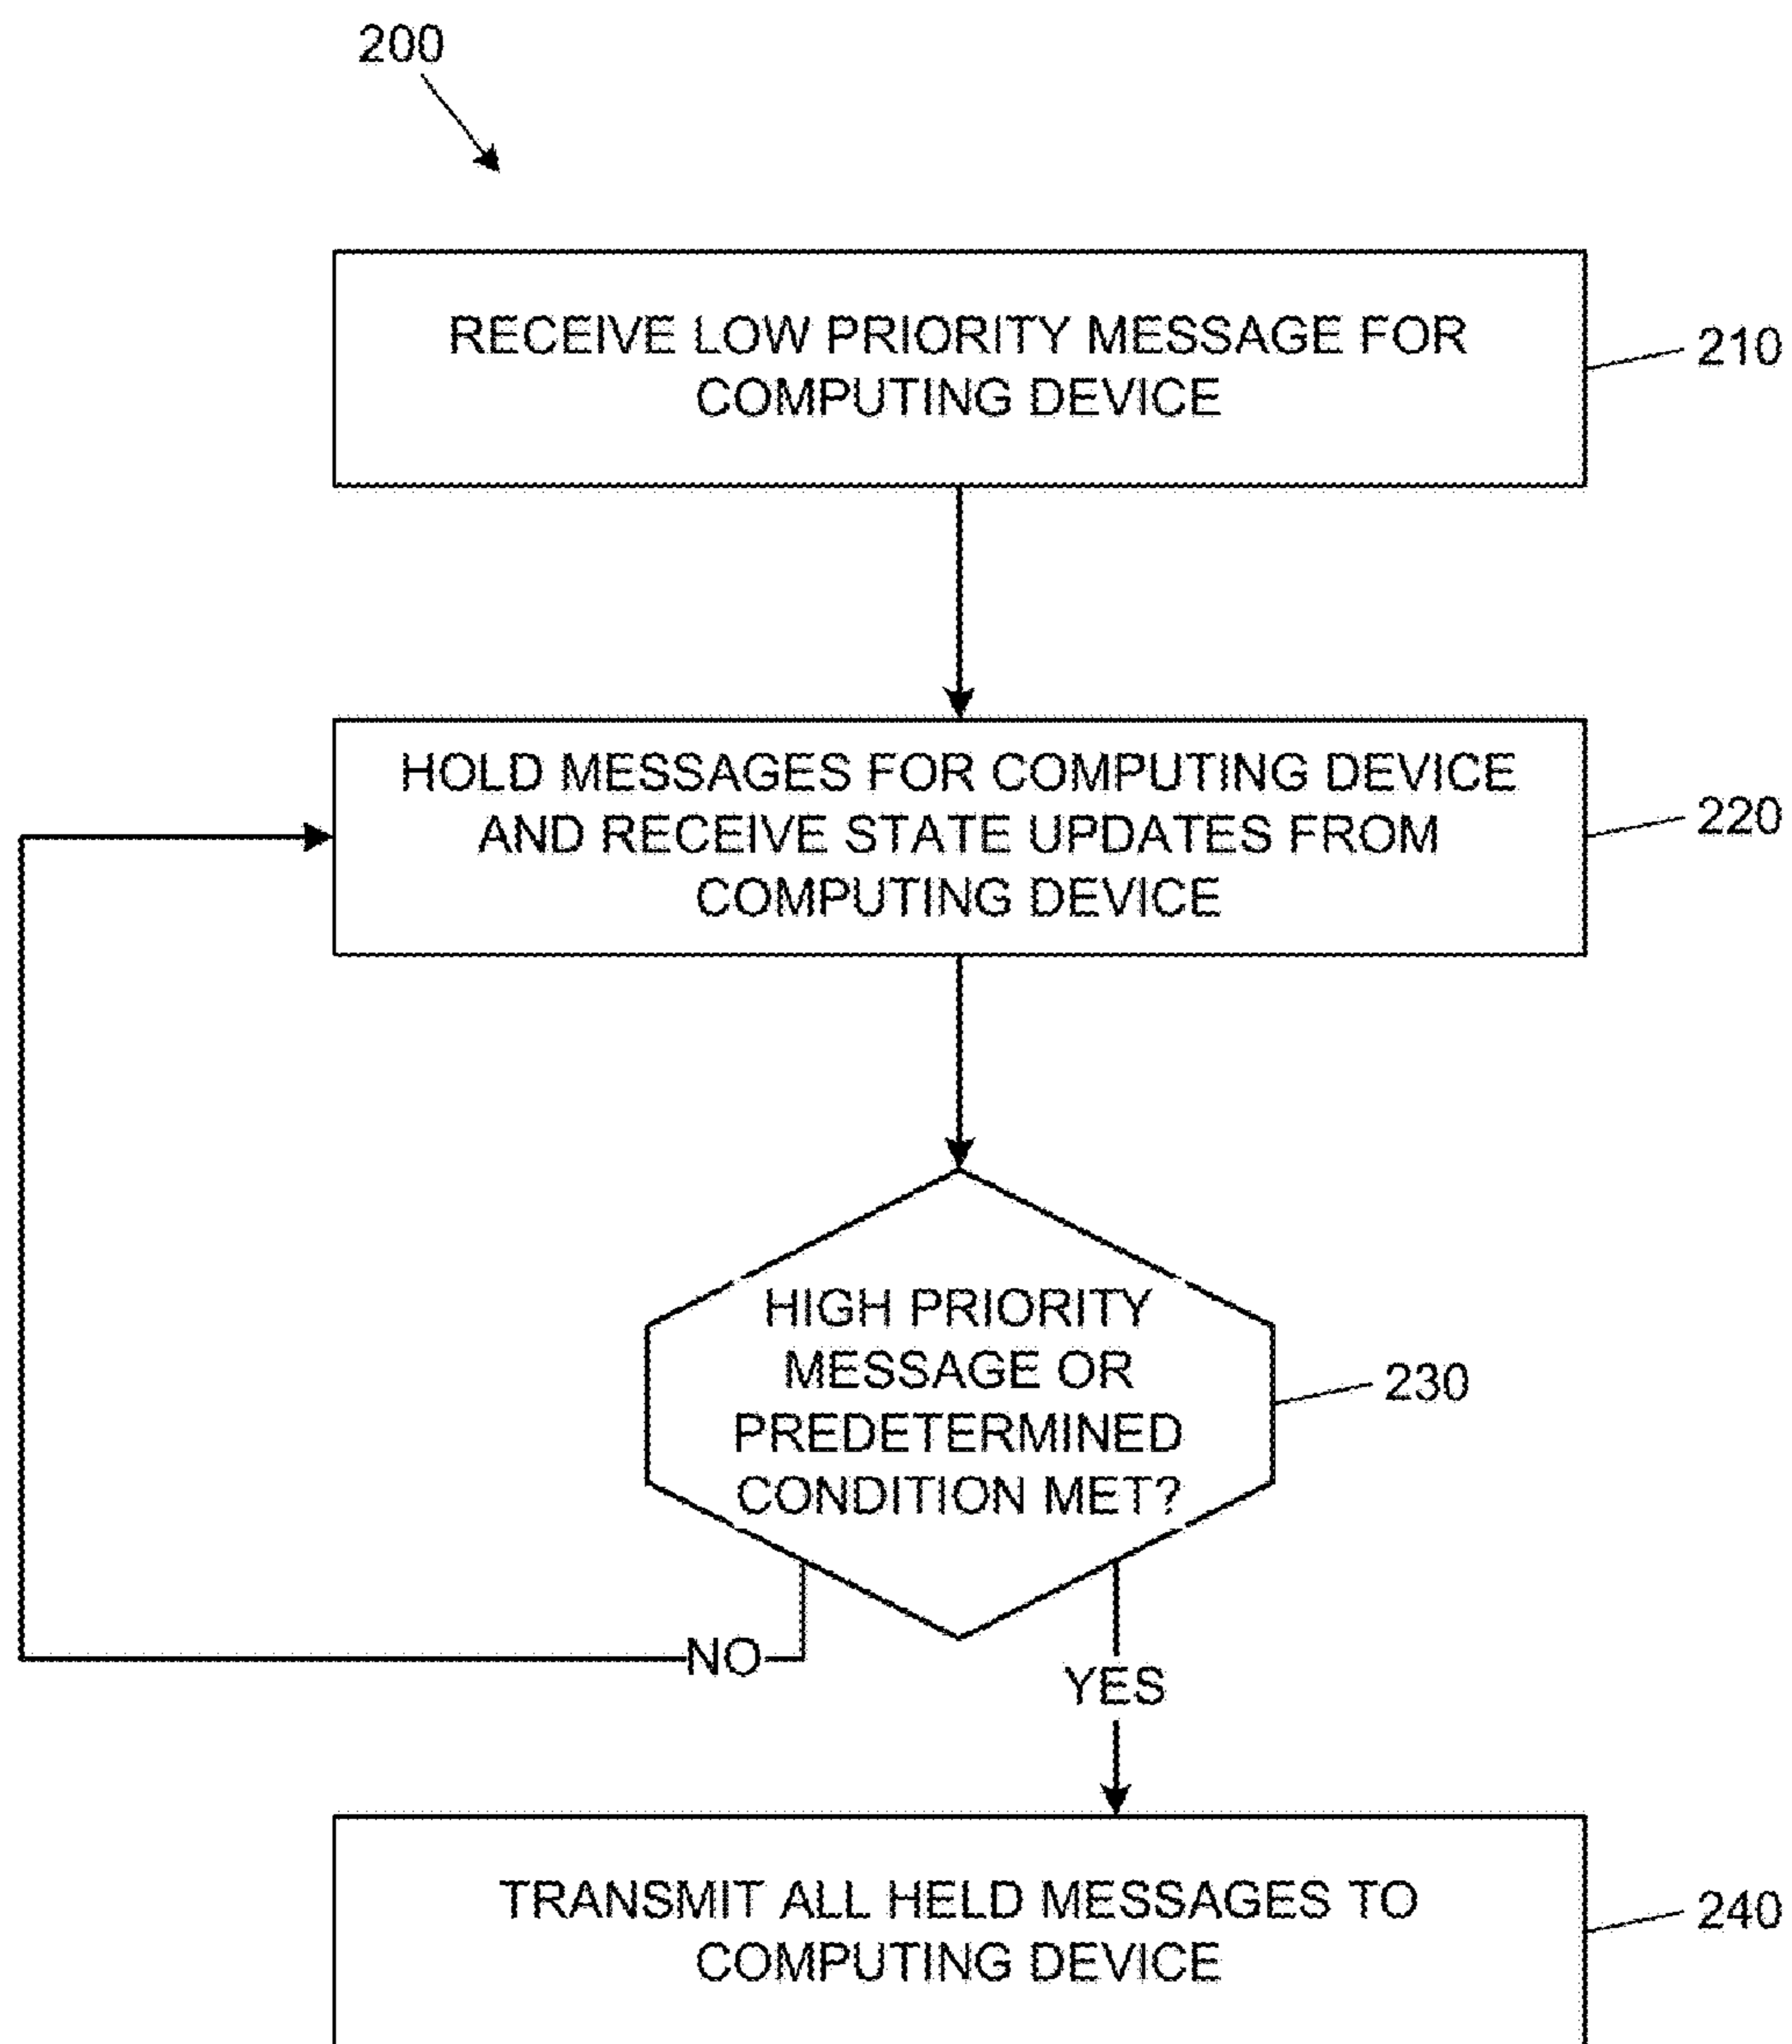 200
RECEIVE LOW PRIORITY MESSAGE FOR
COMPUTING DEVICE
210
HOLD MESSAGES FOR COMPUTING DEVICE
AND RECEIVE STATE UPDATES FROM
COMPUTING DEVICE
220
HIGH PRIORITY
MESSAGE OR
PREDETERMINED
CONDITION MET?
230
NO
YES
TRANSMIT ALL HELD MESSAGES TO
COMPUTING DEVICE
240